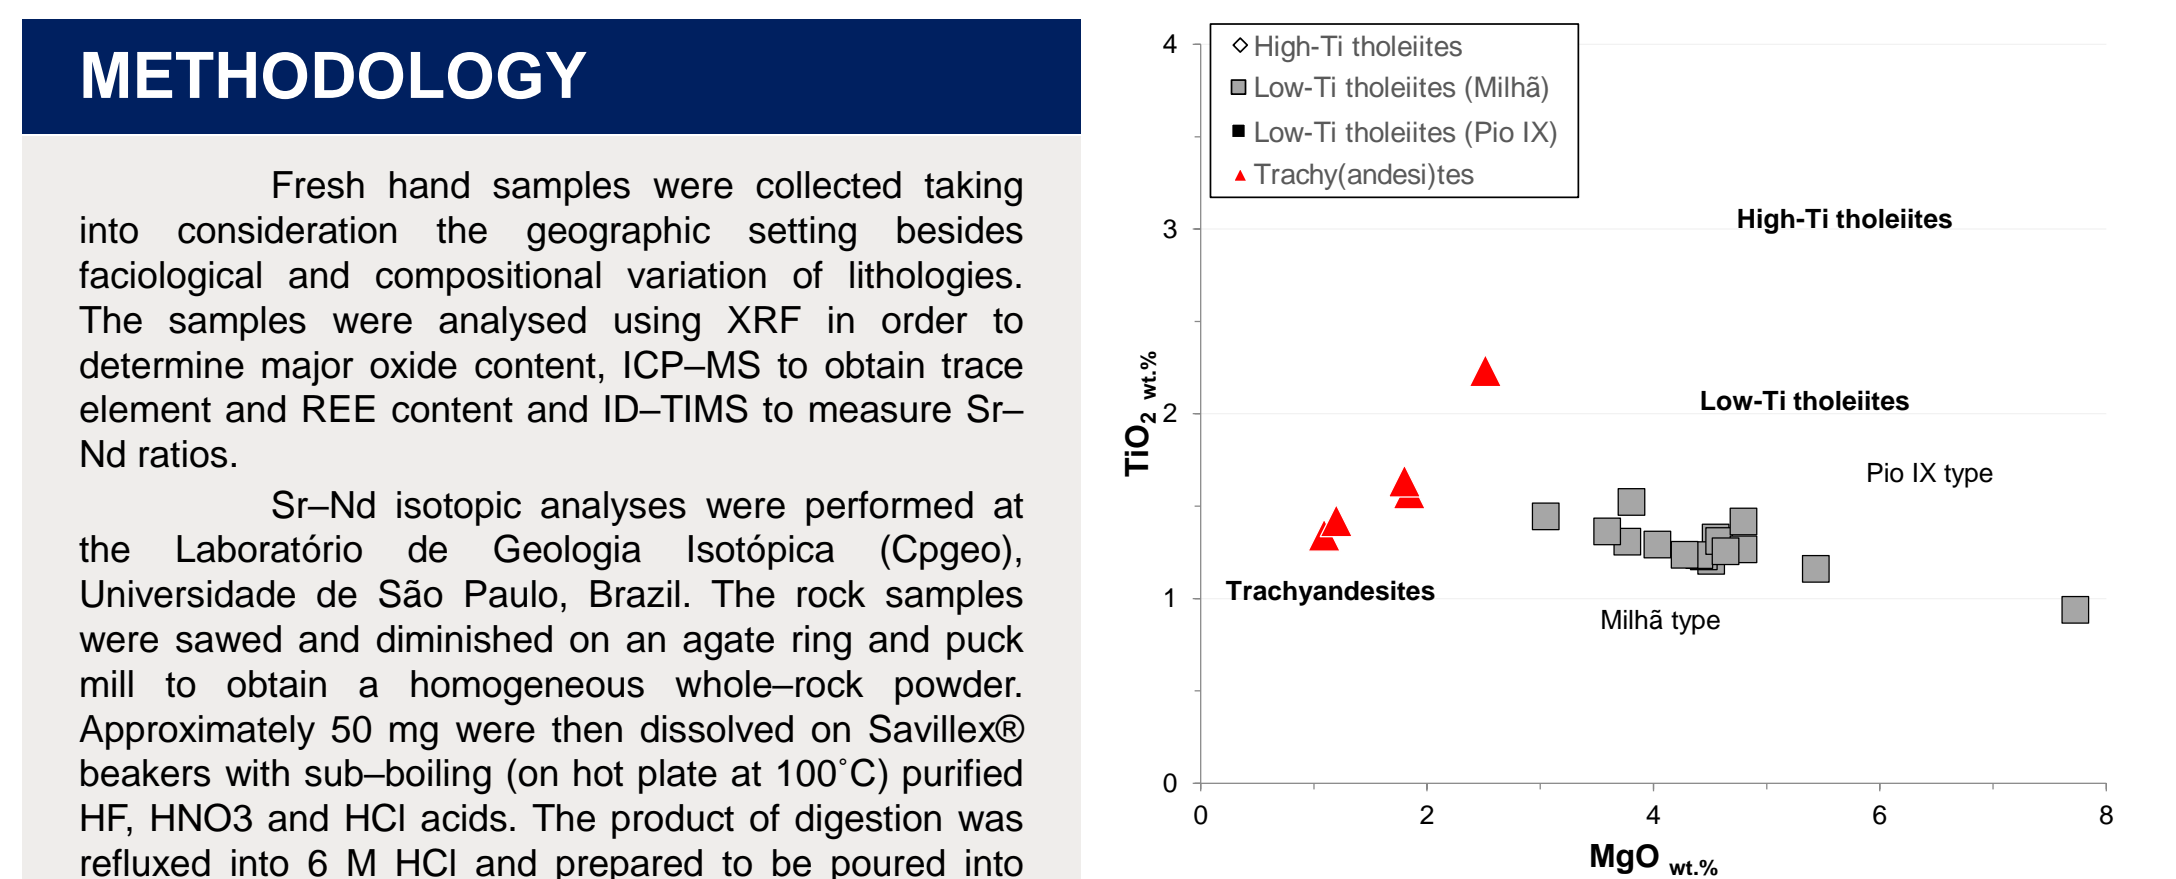 METHODOLOGY
Fresh hand samples were collected taking
into consideration the geographic setting besides
faciological and compositional variation of lithologies.
The samples were analysed using XRF in order to
determine major oxide content, ICP–MS to obtain trace
element and REE content and ID–TIMS to measure Sr–
Nd ratios.
Sr–Nd isotopic analyses were performed at
the Laboratório de Geologia Isotópica (Cpgeo),
Universidade de São Paulo, Brazil. The rock samples
were sawed and diminished on an agate ring and puck
mill to obtain a homogeneous whole–rock powder.
Approximately 50 mg were then dissolved on Savillex®
beakers with sub–boiling (on hot plate at 100˚C) purified
HF, HNO3 and HCl acids. The product of digestion was
refluxed into 6 M HCl and prepared to be poured into
High-Ti tholeiites
Low-Ti tholeiites (Milhã)
Low-Ti tholeiites (Pio IX)
Trachy(andesi)tes
4
3
2
1
0
TiO2 wt.%
High-Ti tholeiites
Low-Ti tholeiites
Pio IX type
Trachyandesites
Milhã type
0 2 4 6 8
MgO wt.%